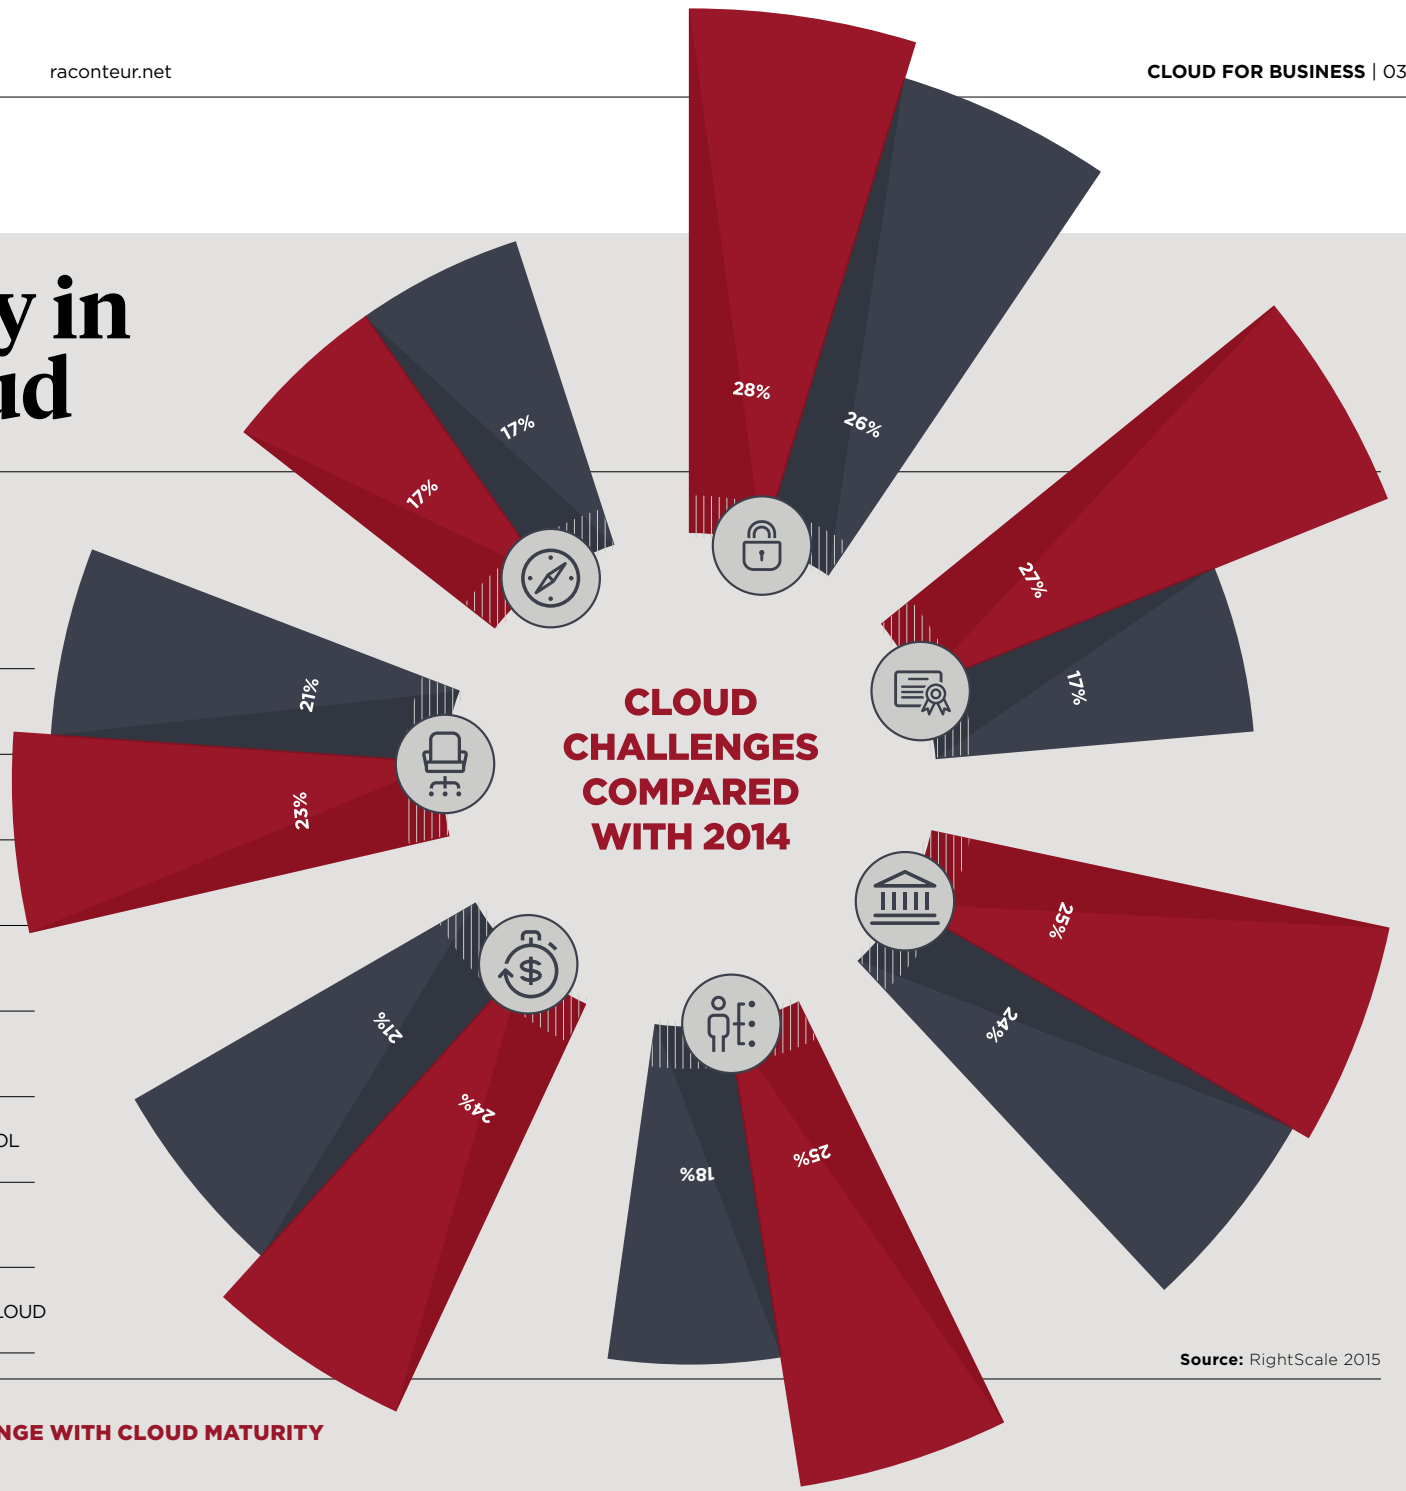 raconteur.net
CLOUD FOR BUSINESS | 03
y in
ud
28%
26%
27%
17%
25%
24%
25%
18%
24%
21%
23%
21%
17%
17%
CLOUD
CHALLENGES
COMPARED
WITH 2014
OL
LOUD
Source: RightScale 2015
NGE WITH CLOUD MATURITY